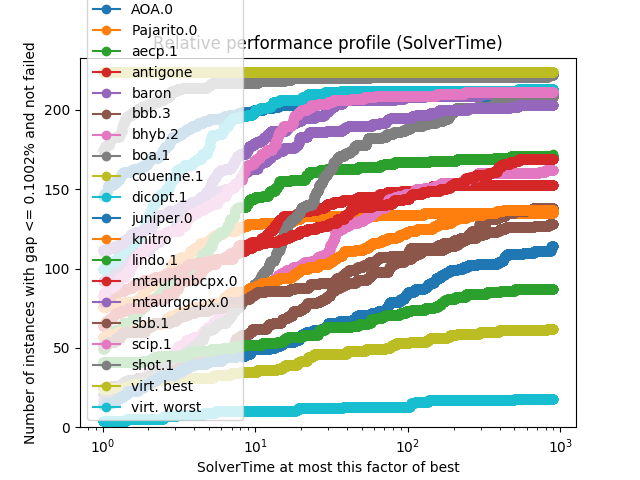 Relative performance profile (SolverTime)
AOA.0
Pajarito.0
aecp.1
antigone
baron
bbb.3
bhyb.2
boa.1
couenne.1
dicopt.1
juniper.0
knitro
lindo.1
mtaurbnbcpx.0
mtaurqgcpx.0
sbb.1
scip.1
shot.1
virt. best
virt. worst
Number of instances with gap <= 0.1002% and not failed
200
150
100
50
0
10⁰ 10¹ 10² 10³
SolverTime at most this factor of best